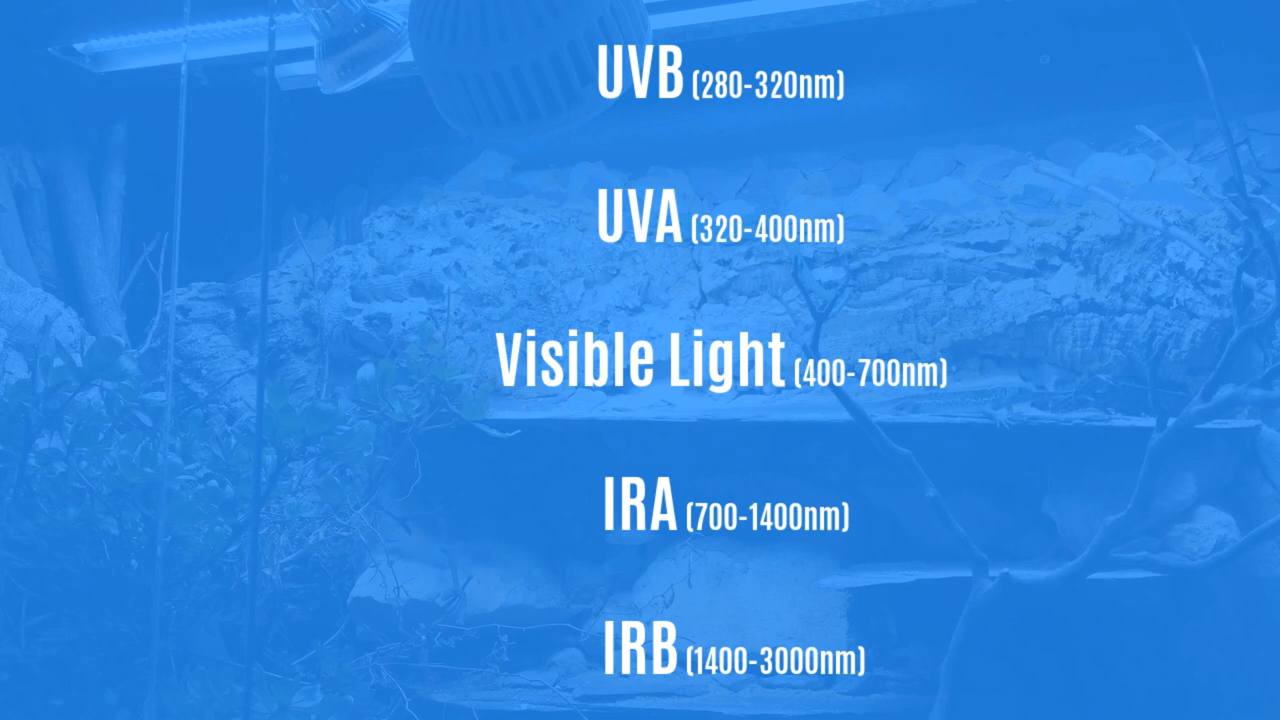 UVB (280-320nm)
UVA (320-400nm)
Visible Light (400-700nm)
IRA (700-1400nm)
IRB (1400-3000nm)